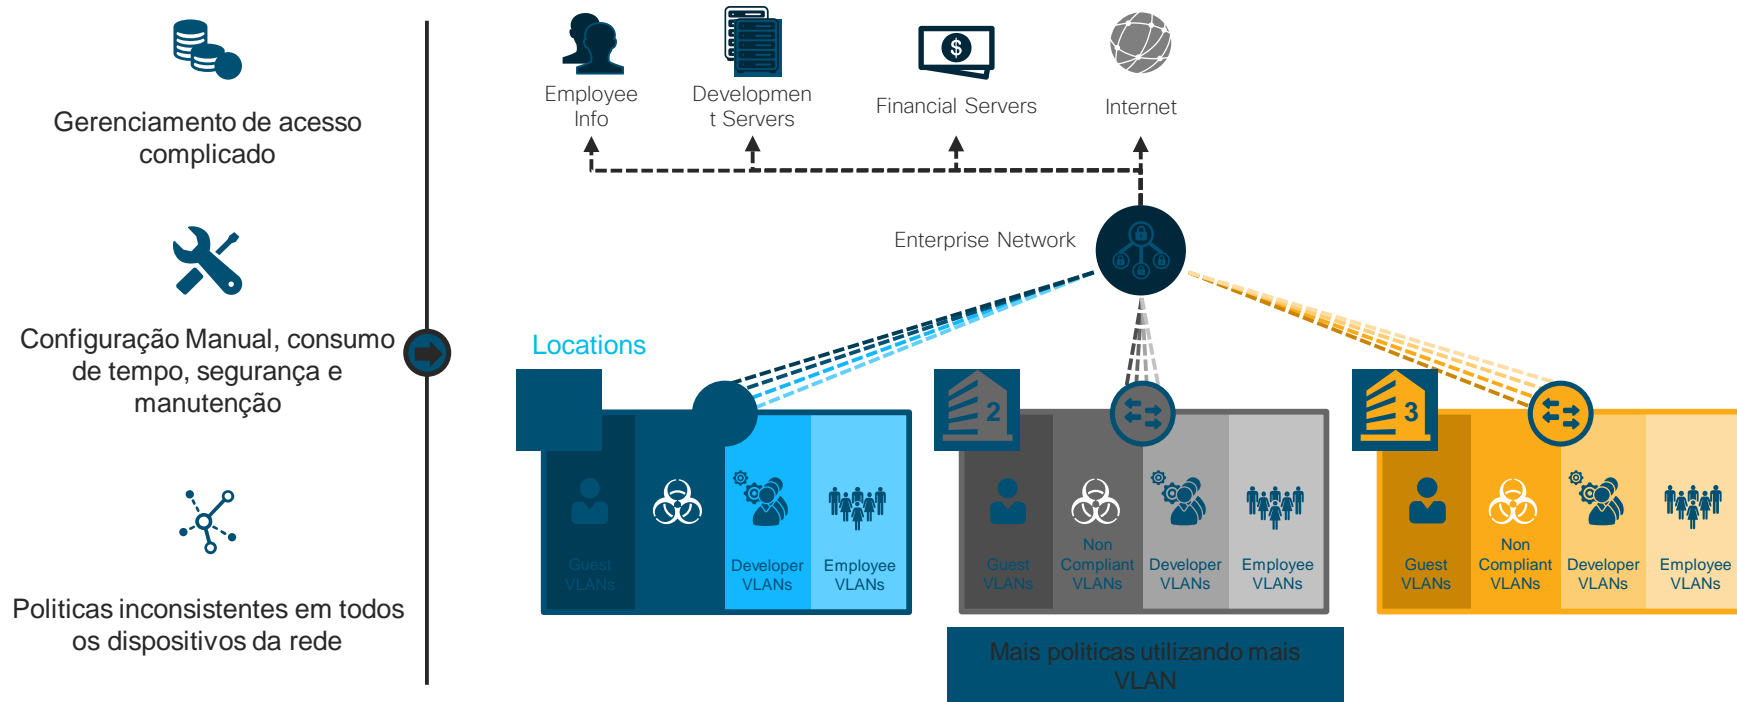 Gerenciamento de acesso
complicado
Configuração Manual, consumo
de tempo, segurança e
manutenção
Politicas inconsistentes em todos
os dispositivos da rede
Employee
Info
Developmen
t Servers
Financial Servers
$
Internet
Enterprise Network
Locations
Guest
VLANs
Developer
VLANs
Employee
VLANs
2
Guest
VLANs
Non
Compliant
VLANs
Developer
VLANs
Employee
VLANs
3
Guest
VLANs
Non
Compliant
VLANs
Developer
VLANs
Employee
VLANs
Mais politicas utilizando mais
VLAN